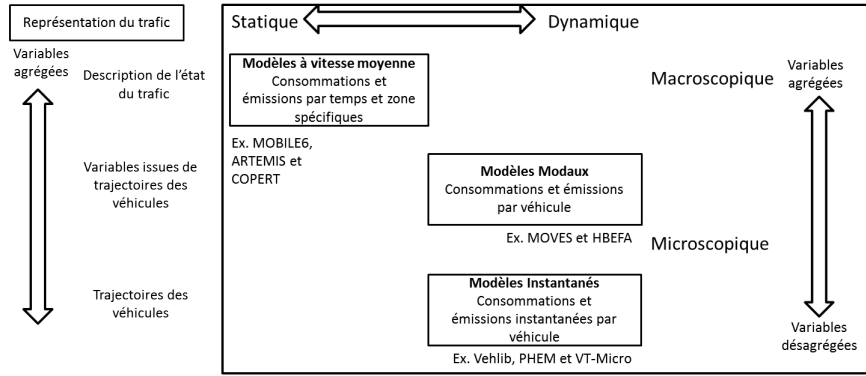 Représentation du trafic
Statique
Dynamique
Variables
agrégées
Description de l'état
du trafic
Modèles à vitesse moyenne
Consommations et
émissions par temps et zone
spécifiques
Macroscopique
Variables
agrégées
Ex. MOBILE6,
ARTEMIS et
COPERT
Variables issues de
trajectoires des
véhicules
Modèles Modaux
Consommations et émissions
par véhicule
Ex. MOVES et HBEFA
Microscopique
Trajectoires des
véhicules
Modèles Instantanés
Consommations et
émissions instantanées par
véhicule
Variables
désagrégées
Ex. Vehlib, PHEM et VT-Micro